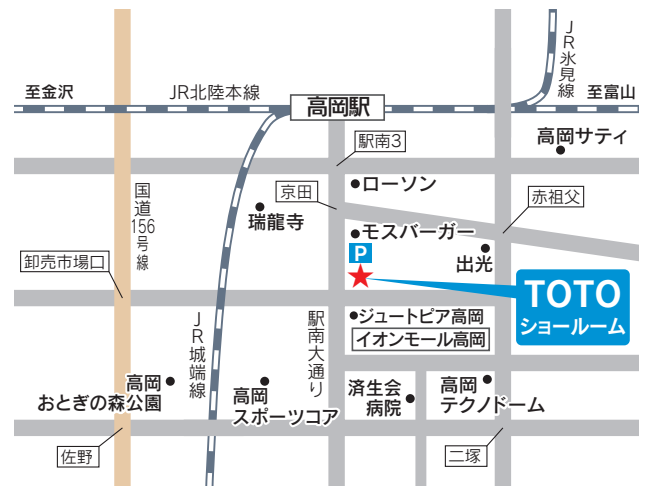 至金沢
JR北陸本線
高岡駅
JR氷見線
至富山
高岡サティ
駅南3
ローソン
京田
赤祖父
国道156号線
瑞龍寺
モスバーガー
P
出光
卸売市場口
TOTO
ショールーム
JR城端線
駅南大通り
ジュートピア高岡
イオンモール高岡
高岡
おとぎの森公園
高岡
スポーツコア
済生会
病院
高岡
テクノドーム
佐野
二塚